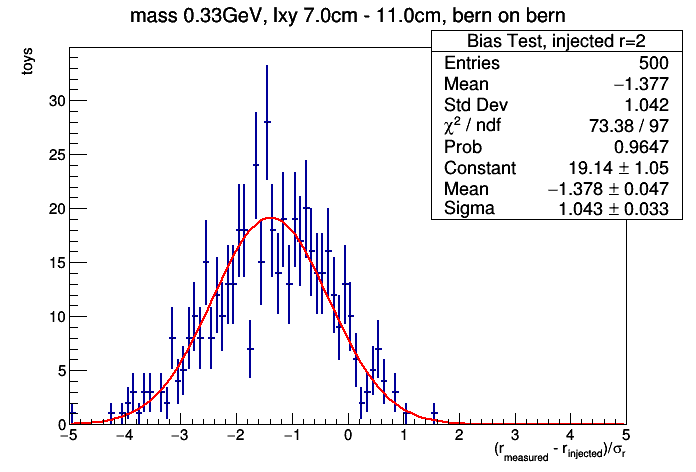 mass 0.33GeV, lxy 7.0cm - 11.0cm, bern on bern
Bias Test, injected r=2
Entries 500
Mean −1.377
Std Dev 1.042
χ² / ndf 73.38 / 97
Prob 0.9647
Constant 19.14 ± 1.05
Mean −1.378 ± 0.047
Sigma 1.043 ± 0.033
toys
30
25
20
15
10
5
0
−5 −4 −3 −2 −1 0 1 2 3 4 5
(r_measured - r_injected)/σ_r